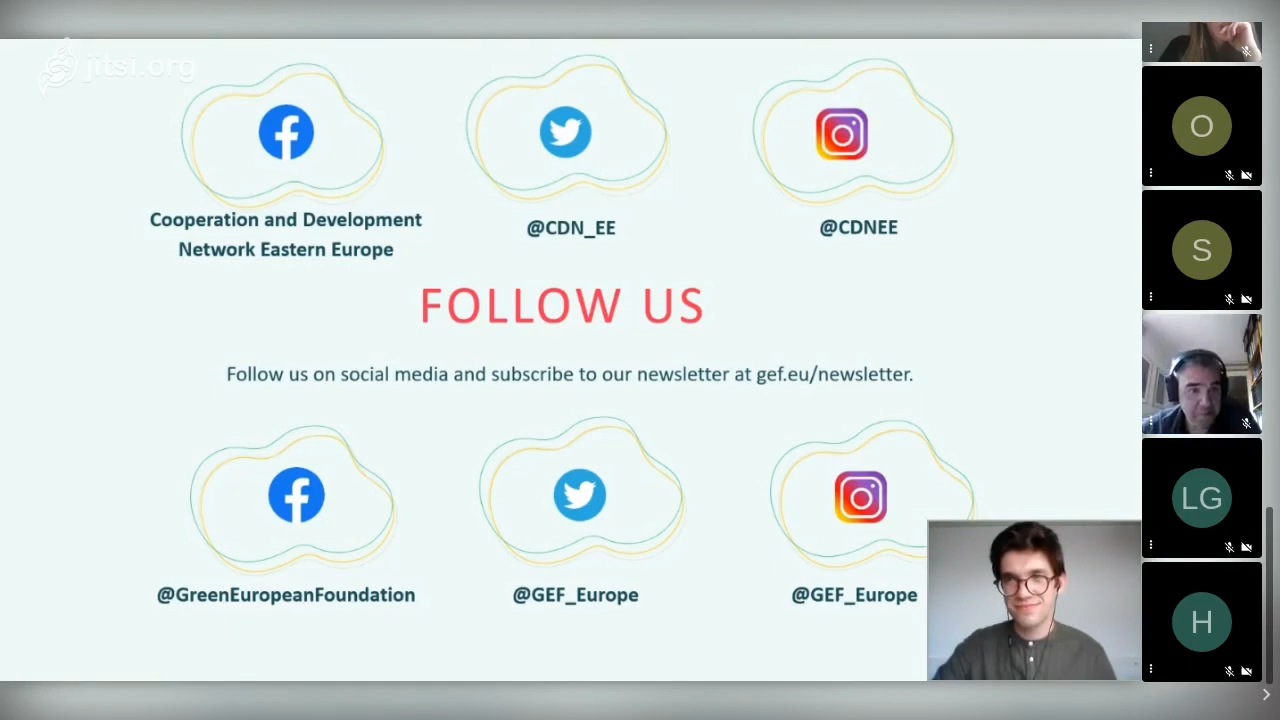 jitsi.org
Cooperation and Development
Network Eastern Europe
@CDN_EE
@CDNEE
FOLLOW US
Follow us on social media and subscribe to our newsletter at gef.eu/newsletter.
@GreenEuropeanFoundation
@GEF_Europe
@GEF_Europe
O
S
LG
H